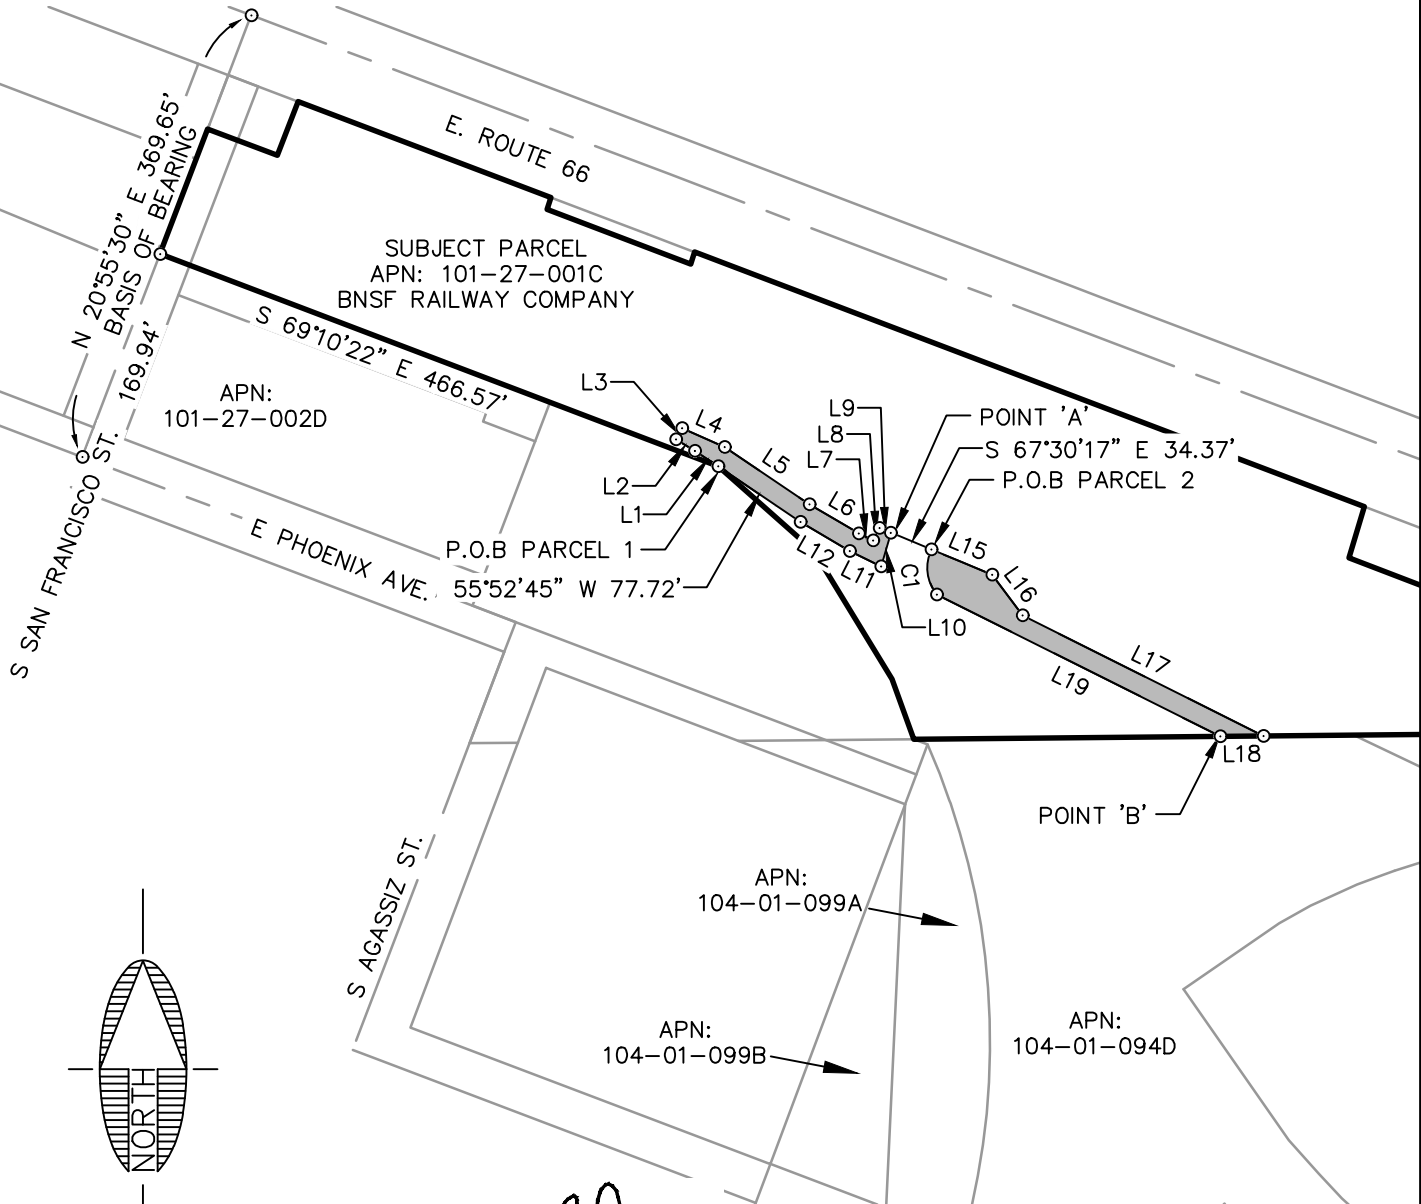 E. ROUTE 66
N 20°55'30" E 369.65'
BASIS OF BEARING
SUBJECT PARCEL
APN: 101-27-001C
BNSF RAILWAY COMPANY
S 69°10'22" E 466.57'
169.94'
APN:
101-27-002D
L3
L4
L5
L9
L8
L7
L6
POINT 'A'
S 67°30'17" E 34.37'
P.O.B PARCEL 2
L2
L1
P.O.B PARCEL 1
55°52'45" W 77.72'
L12
L11
C1
L10
L15
L16
L17
L19
L18
POINT 'B'
S SAN FRANCISCO ST.
E PHOENIX AVE.
S AGASSIZ ST.
APN:
104-01-099A
APN:
104-01-099B
APN:
104-01-094D
NORTH